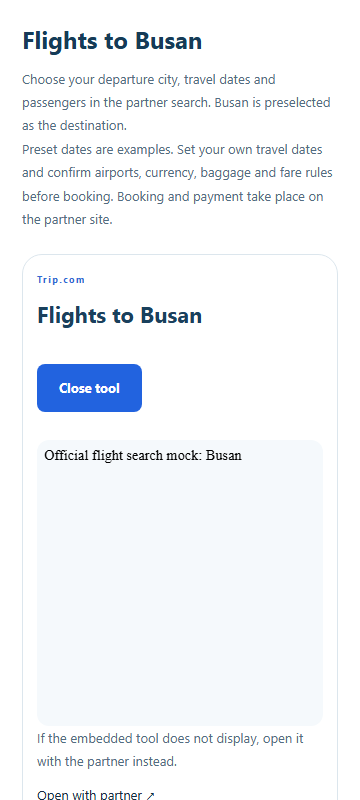 Flights to Busan
Choose your departure city, travel dates and
passengers in the partner search. Busan is preselected
as the destination.
Preset dates are examples. Set your own travel dates
and confirm airports, currency, baggage and fare rules
before booking. Booking and payment take place on
the partner site.
Trip.com
Flights to Busan
Close tool
Official flight search mock: Busan
If the embedded tool does not display, open it
with the partner instead.
Open with partner ↗